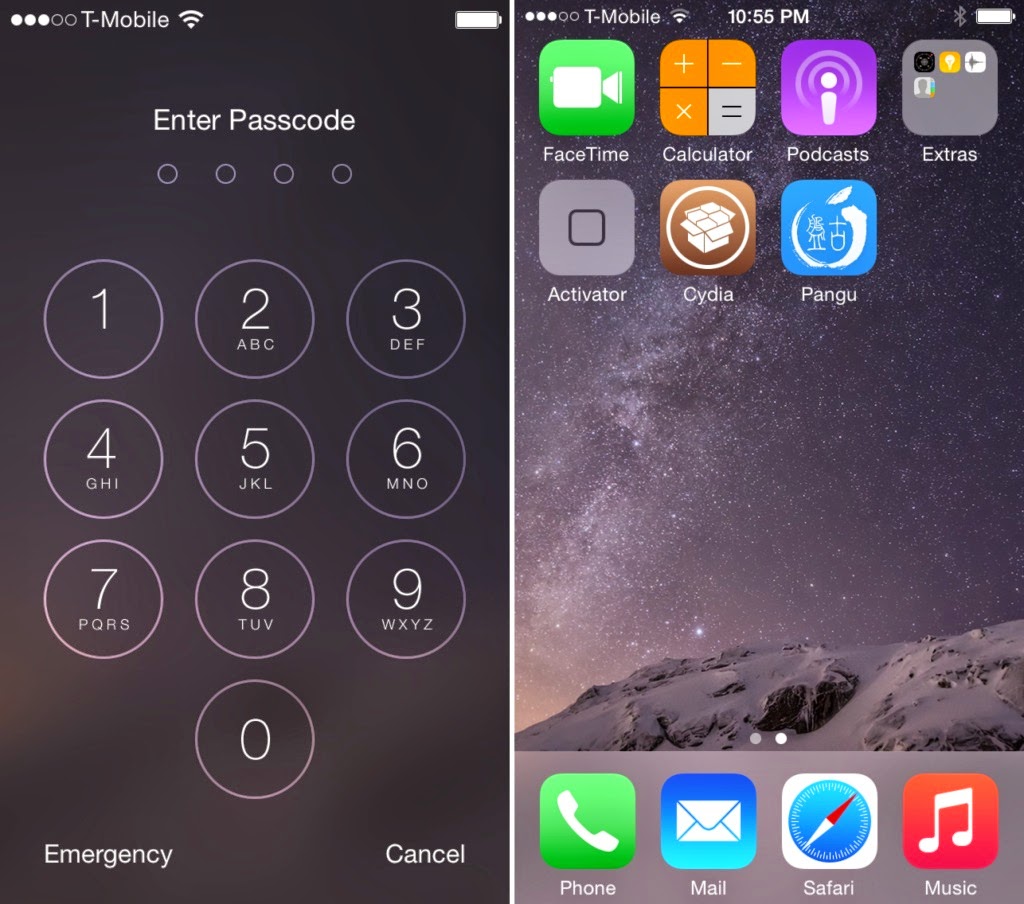 T-Mobile
Enter Passcode
1
2
ABC
3
DEF
4
GHI
5
JKL
6
MNO
7
PQRS
8
TUV
9
WXYZ
0
Emergency
Cancel
T-Mobile 10:55 PM
FaceTime
Calculator
Podcasts
Extras
Activator
Cydia
Pangu
Phone
Mail
Safari
Music